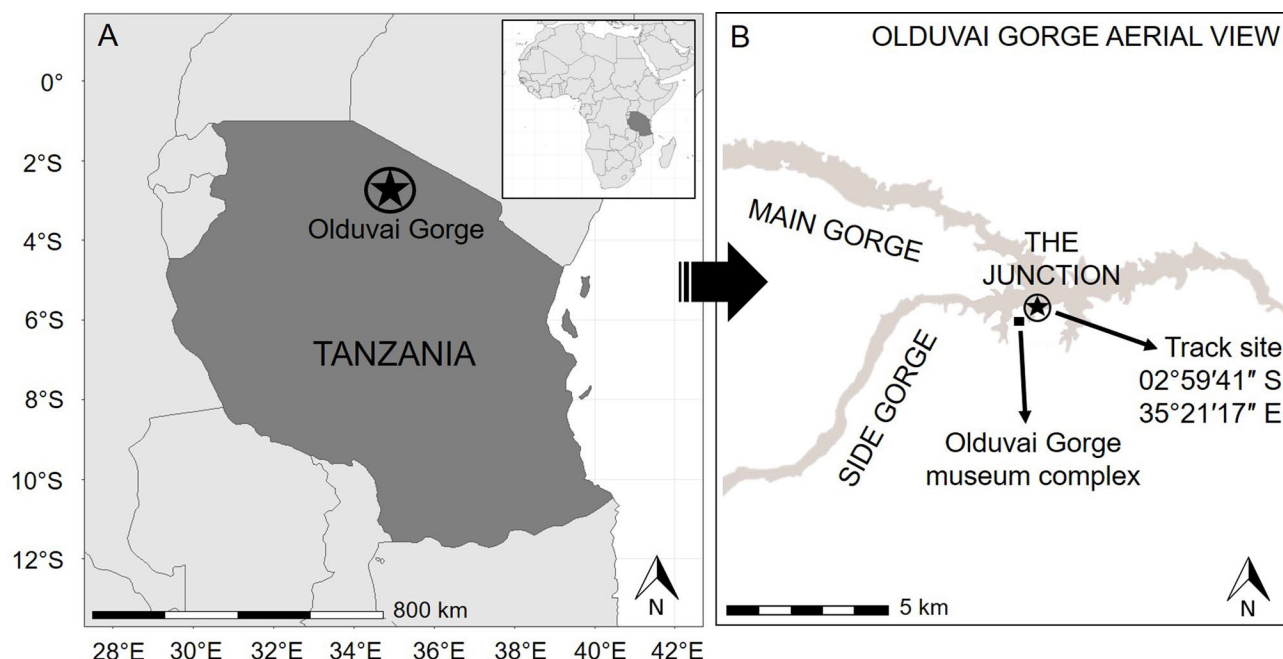 A
0°
2°S
4°S
6°S
8°S
10°S
12°S
28°E
30°E
32°E
34°E
36°E
38°E
40°E
42°E
Olduvai Gorge
TANZANIA
800 km
N
B
OLDUVAI GORGE AERIAL VIEW
MAIN GORGE
THE
JUNCTION
SIDE GORGE
Track site
02°59′41″ S
35°21′17″ E
Olduvai Gorge
museum complex
5 km
N